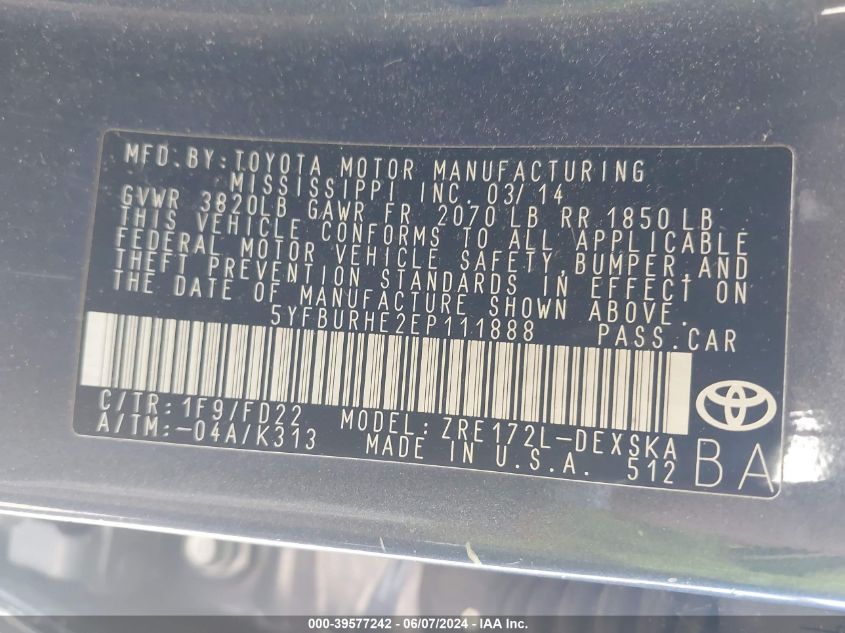 MFD. BY: TOYOTA MOTOR MANUFACTURING
MISSISSIPPI INC. 03/14
GVWR 3820LB GAWR FR 2070 LB RR 1850 LB
THIS VEHICLE CONFORMS TO ALL APPLICABLE
FEDERAL MOTOR VEHICLE SAFETY, BUMPER, AND
THEFT PREVENTION STANDARDS IN EFFECT ON
THE DATE OF MANUFACTURE SHOWN ABOVE.
5YFBURHE2EP111888 PASS. CAR
C/TR: 1F9/FD22 MODEL: ZRE172L-DEXSKA
A/TM: -04A/K313 MADE IN U.S.A. 512
BA
000-39577242 - 06/07/2024 - IAA Inc.